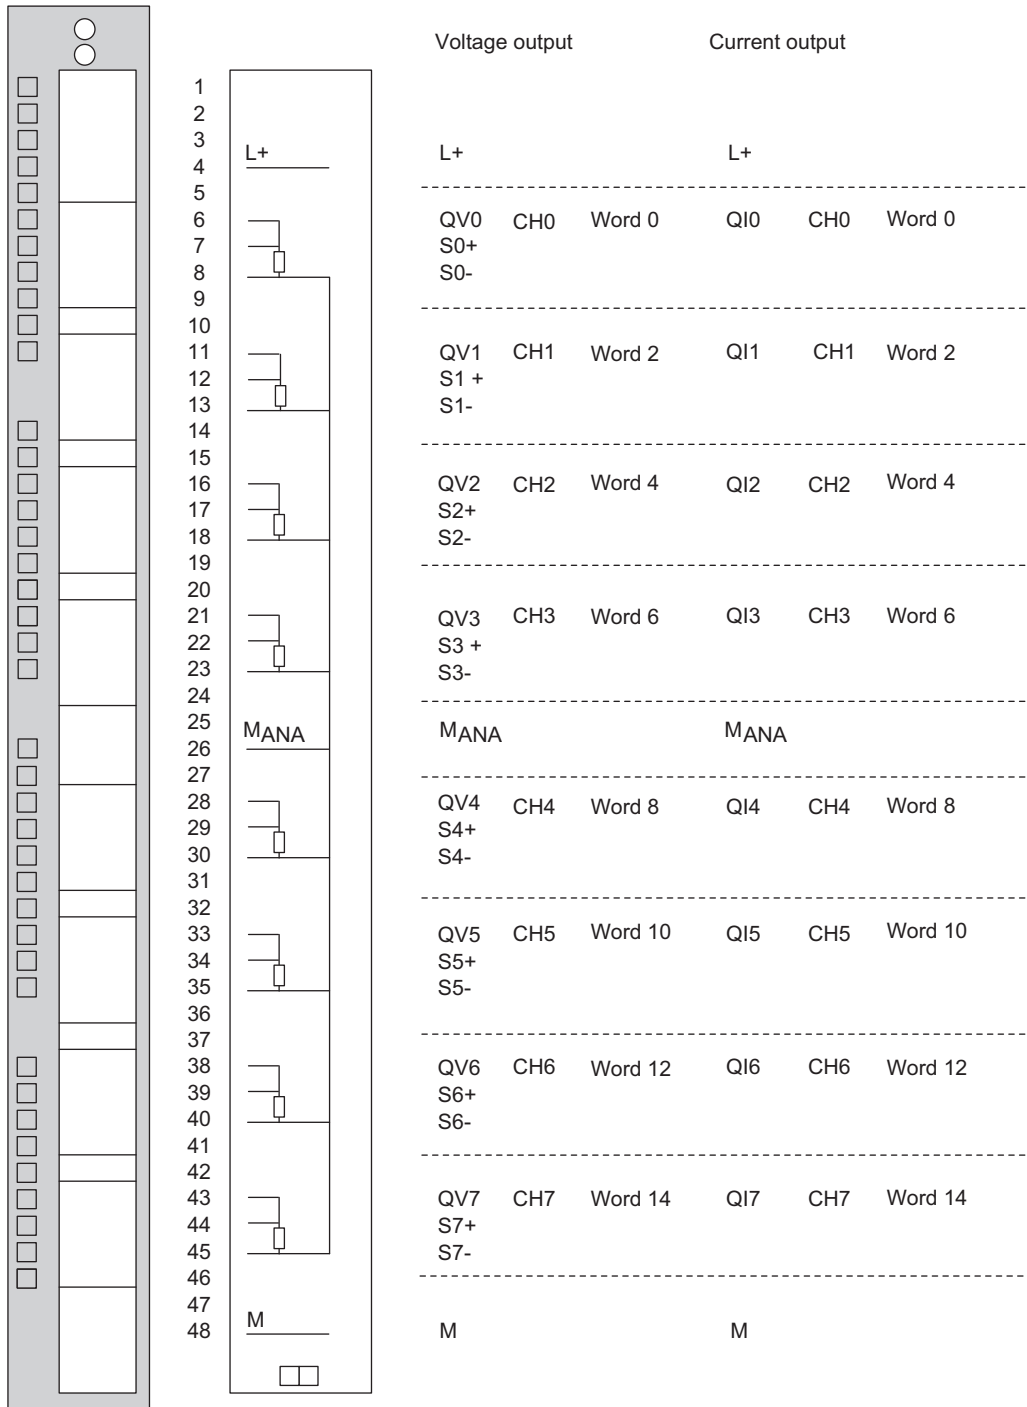 Voltage output Current output
1
2
3
L+ L+ L+
4
5
6 QV0 CH0 Word 0 QI0 CH0 Word 0
7 S0+
8 S0-
9
10
11 QV1 CH1 Word 2 QI1 CH1 Word 2
12 S1 +
13 S1-
14
15
16 QV2 CH2 Word 4 QI2 CH2 Word 4
17 S2+
18 S2-
19
20
21 QV3 CH3 Word 6 QI3 CH3 Word 6
22 S3 +
23 S3-
24
25
MANA MANA MANA
26
27
28 QV4 CH4 Word 8 QI4 CH4 Word 8
29 S4+
30 S4-
31
32
33 QV5 CH5 Word 10 QI5 CH5 Word 10
34 S5+
35 S5-
36
37
38 QV6 CH6 Word 12 QI6 CH6 Word 12
39 S6+
40 S6-
41
42
43 QV7 CH7 Word 14 QI7 CH7 Word 14
44 S7+
45 S7-
46
47
48 M M M